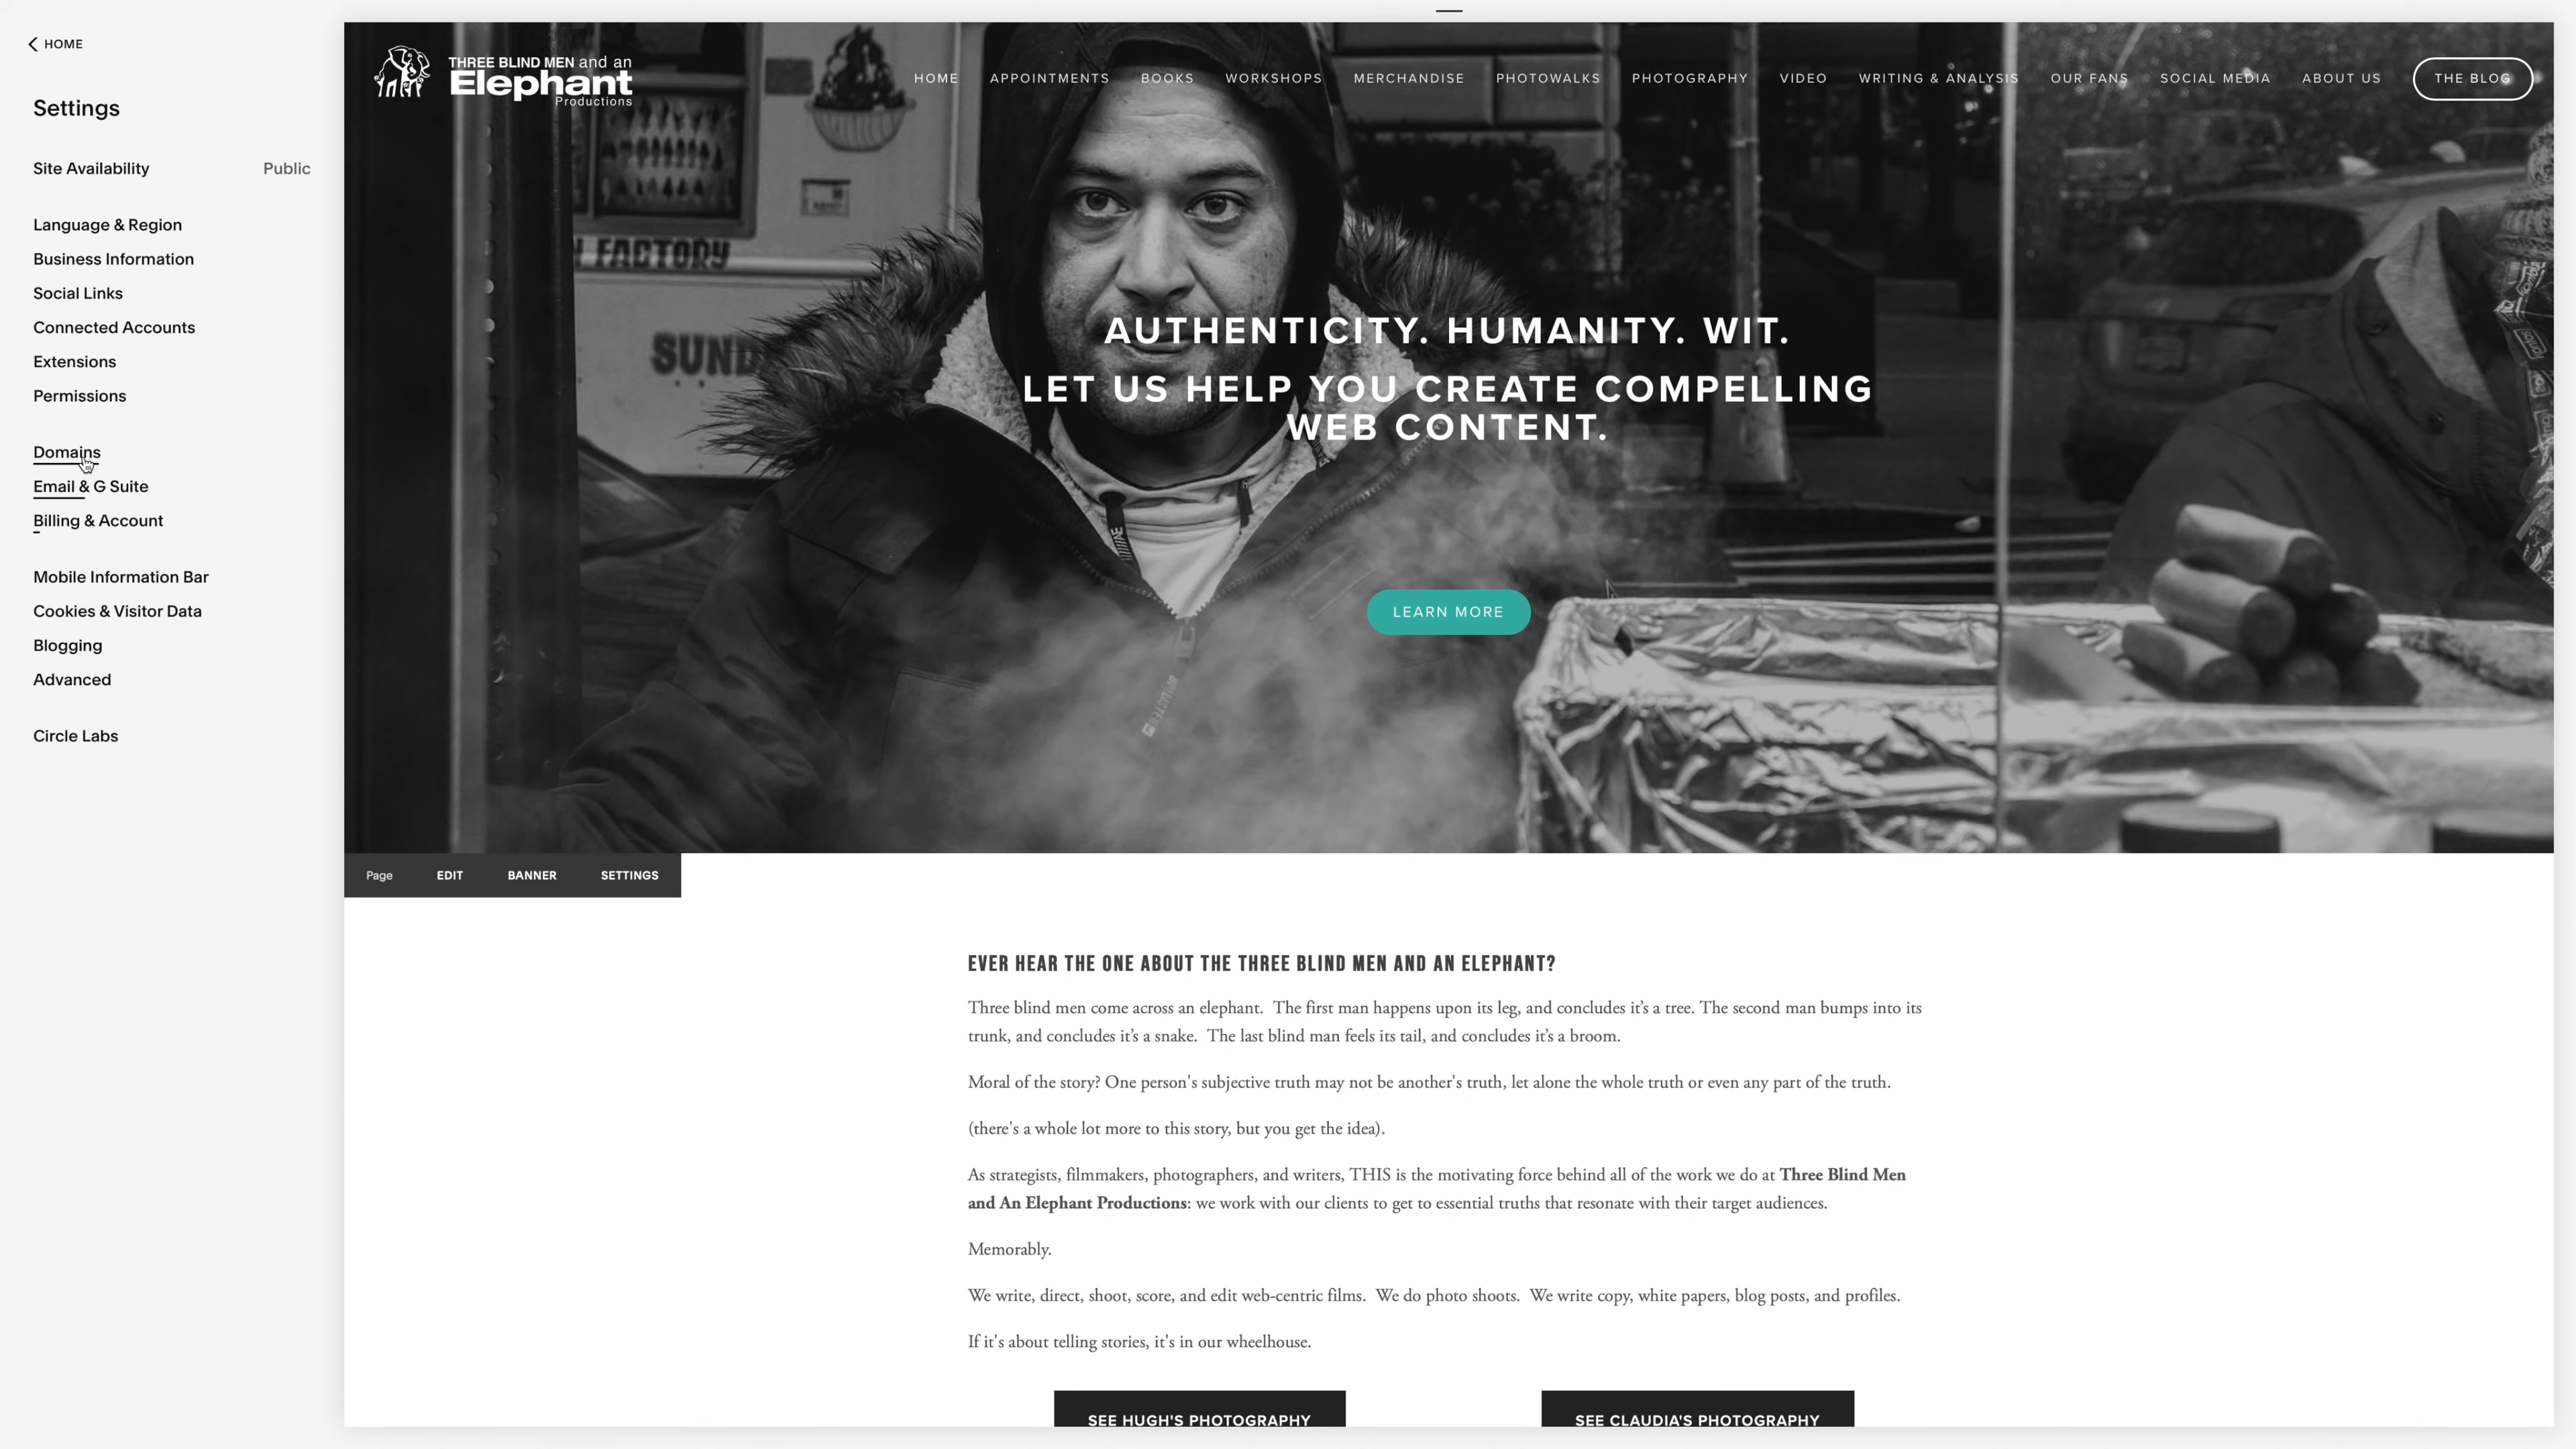 HOME
Settings
Site Availability Public
Language & Region
Business Information
Social Links
Connected Accounts
Extensions
Permissions
Domains
Email & G Suite
Billing & Account
Mobile Information Bar
Cookies & Visitor Data
Blogging
Advanced
Circle Labs
THREE BLIND MEN and an
Elephant
Productions
HOME APPOINTMENTS BOOKS WORKSHOPS MERCHANDISE PHOTOWALKS PHOTOGRAPHY VIDEO WRITING & ANALYSIS OUR FANS SOCIAL MEDIA ABOUT US THE BLOG
FACTORY
SUND
AUTHENTICITY. HUMANITY. WIT.
LET US HELP YOU CREATE COMPELLING
WEB CONTENT.
LEARN MORE
Page EDIT BANNER SETTINGS
EVER HEAR THE ONE ABOUT THE THREE BLIND MEN AND AN ELEPHANT?
Three blind men come across an elephant.  The first man happens upon its leg, and concludes it’s a tree. The second man bumps into its
trunk, and concludes it’s a snake.  The last blind man feels its tail, and concludes it’s a broom.
Moral of the story? One person's subjective truth may not be another's truth, let alone the whole truth or even any part of the truth.
(there's a whole lot more to this story, but you get the idea).
As strategists, filmmakers, photographers, and writers, THIS is the motivating force behind all of the work we do at Three Blind Men
and An Elephant Productions: we work with our clients to get to essential truths that resonate with their target audiences.
Memorably.
We write, direct, shoot, score, and edit web-centric films.  We do photo shoots.  We write copy, white papers, blog posts, and profiles.
If it's about telling stories, it's in our wheelhouse.
SEE HUGH'S PHOTOGRAPHY SEE CLAUDIA'S PHOTOGRAPHY